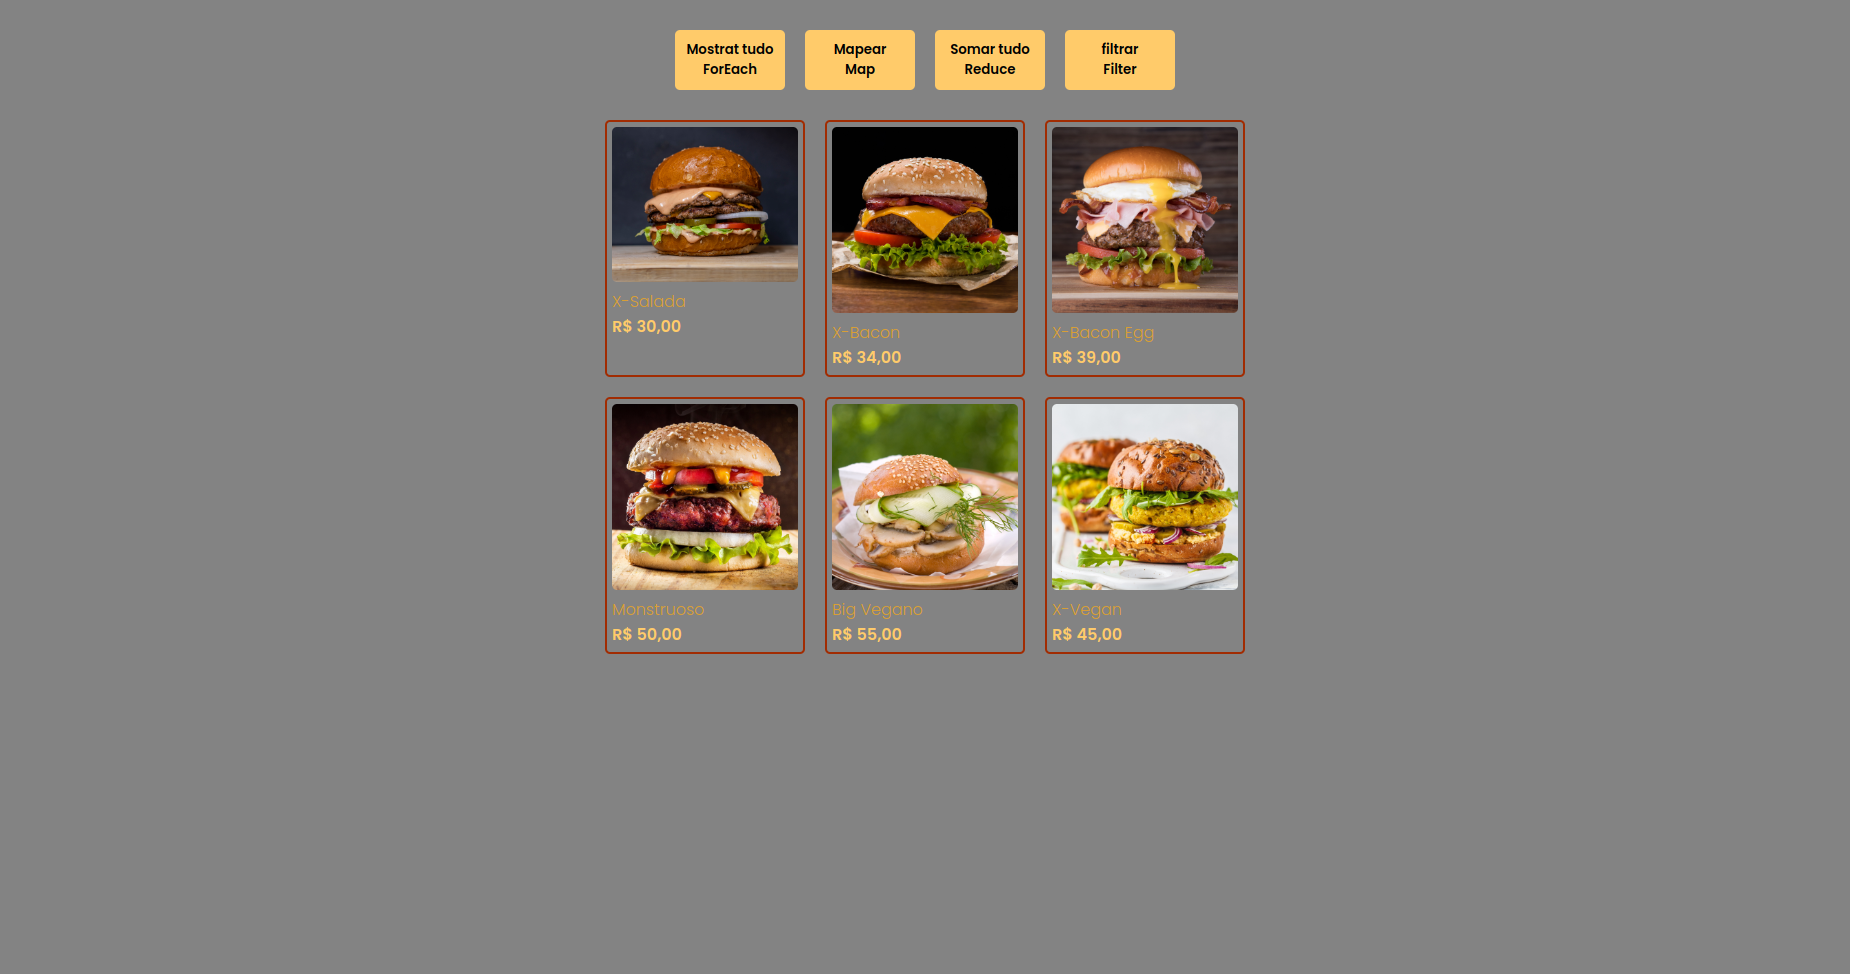 Mostrat tudo
ForEach
Mapear
Map
Somar tudo
Reduce
filtrar
Filter
X-Salada
R$ 30,00
X-Bacon
R$ 34,00
X-Bacon Egg
R$ 39,00
Monstruoso
R$ 50,00
Big Vegano
R$ 55,00
X-Vegan
R$ 45,00